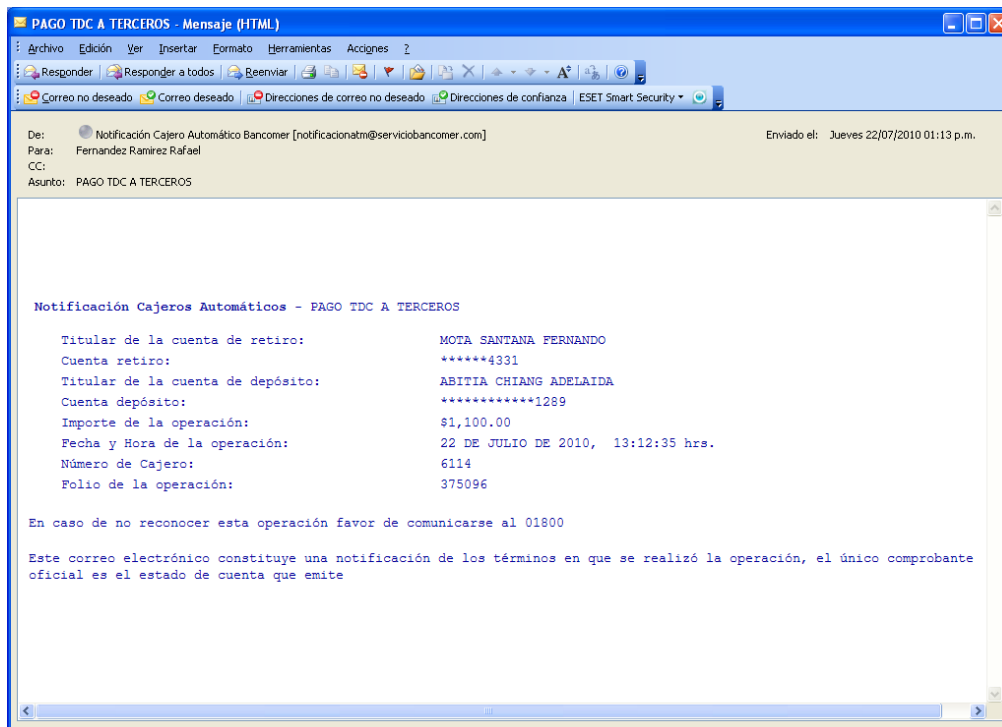 PAGO TDC A TERCEROS - Mensaje (HTML)
Archivo Edición Ver Insertar Formato Herramientas Acciones ?
Responder Responder a todos Reenviar
Correo no deseado Correo deseado Direcciones de correo no deseado Direcciones de confianza ESET Smart Security
De: Notificación Cajero Automático Bancomer [notificacionatm@serviciobancomer.com] Enviado el: Jueves 22/07/2010 01:13 p.m.
Para: Fernandez Ramirez Rafael
CC:
Asunto: PAGO TDC A TERCEROS
Notificación Cajeros Automáticos - PAGO TDC A TERCEROS
Titular de la cuenta de retiro: MOTA SANTANA FERNANDO
Cuenta retiro: ******4331
Titular de la cuenta de depósito: ABITIA CHIANG ADELAIDA
Cuenta depósito: ************1289
Importe de la operación: $1,100.00
Fecha y Hora de la operación: 22 DE JULIO DE 2010, 13:12:35 hrs.
Número de Cajero: 6114
Folio de la operación: 375096
En caso de no reconocer esta operación favor de comunicarse al 01800
Este correo electrónico constituye una notificación de los términos en que se realizó la operación, el único comprobante
oficial es el estado de cuenta que emite